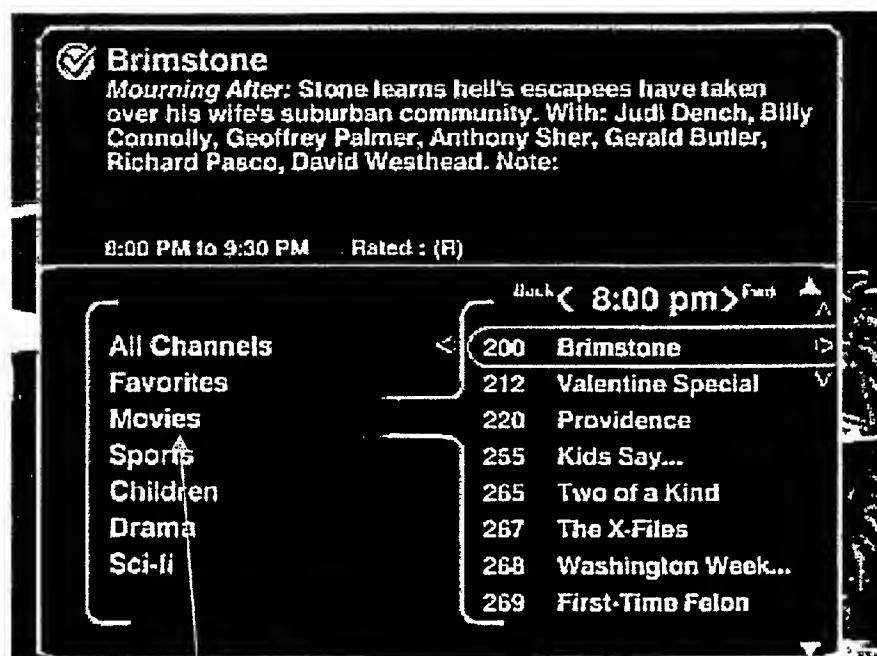 Brimstone
Mourning After: Stone learns hell's escapees have taken
over his wife's suburban community. With: Judi Dench, Billy
Connolly, Geoffrey Palmer, Anthony Sher, Gerald Butler,
Richard Pasco, David Westhead. Note:
8:00 PM to 9:30 PM Rated : (R)
Back < 8:00 pm > Fwd
All Channels
Favorites
Movies
Sports
Children
Drama
Sci-fi
200 Brimstone
212 Valentine Special
220 Providence
255 Kids Say...
265 Two of a Kind
267 The X-Files
268 Washington Week...
269 First-Time Felon